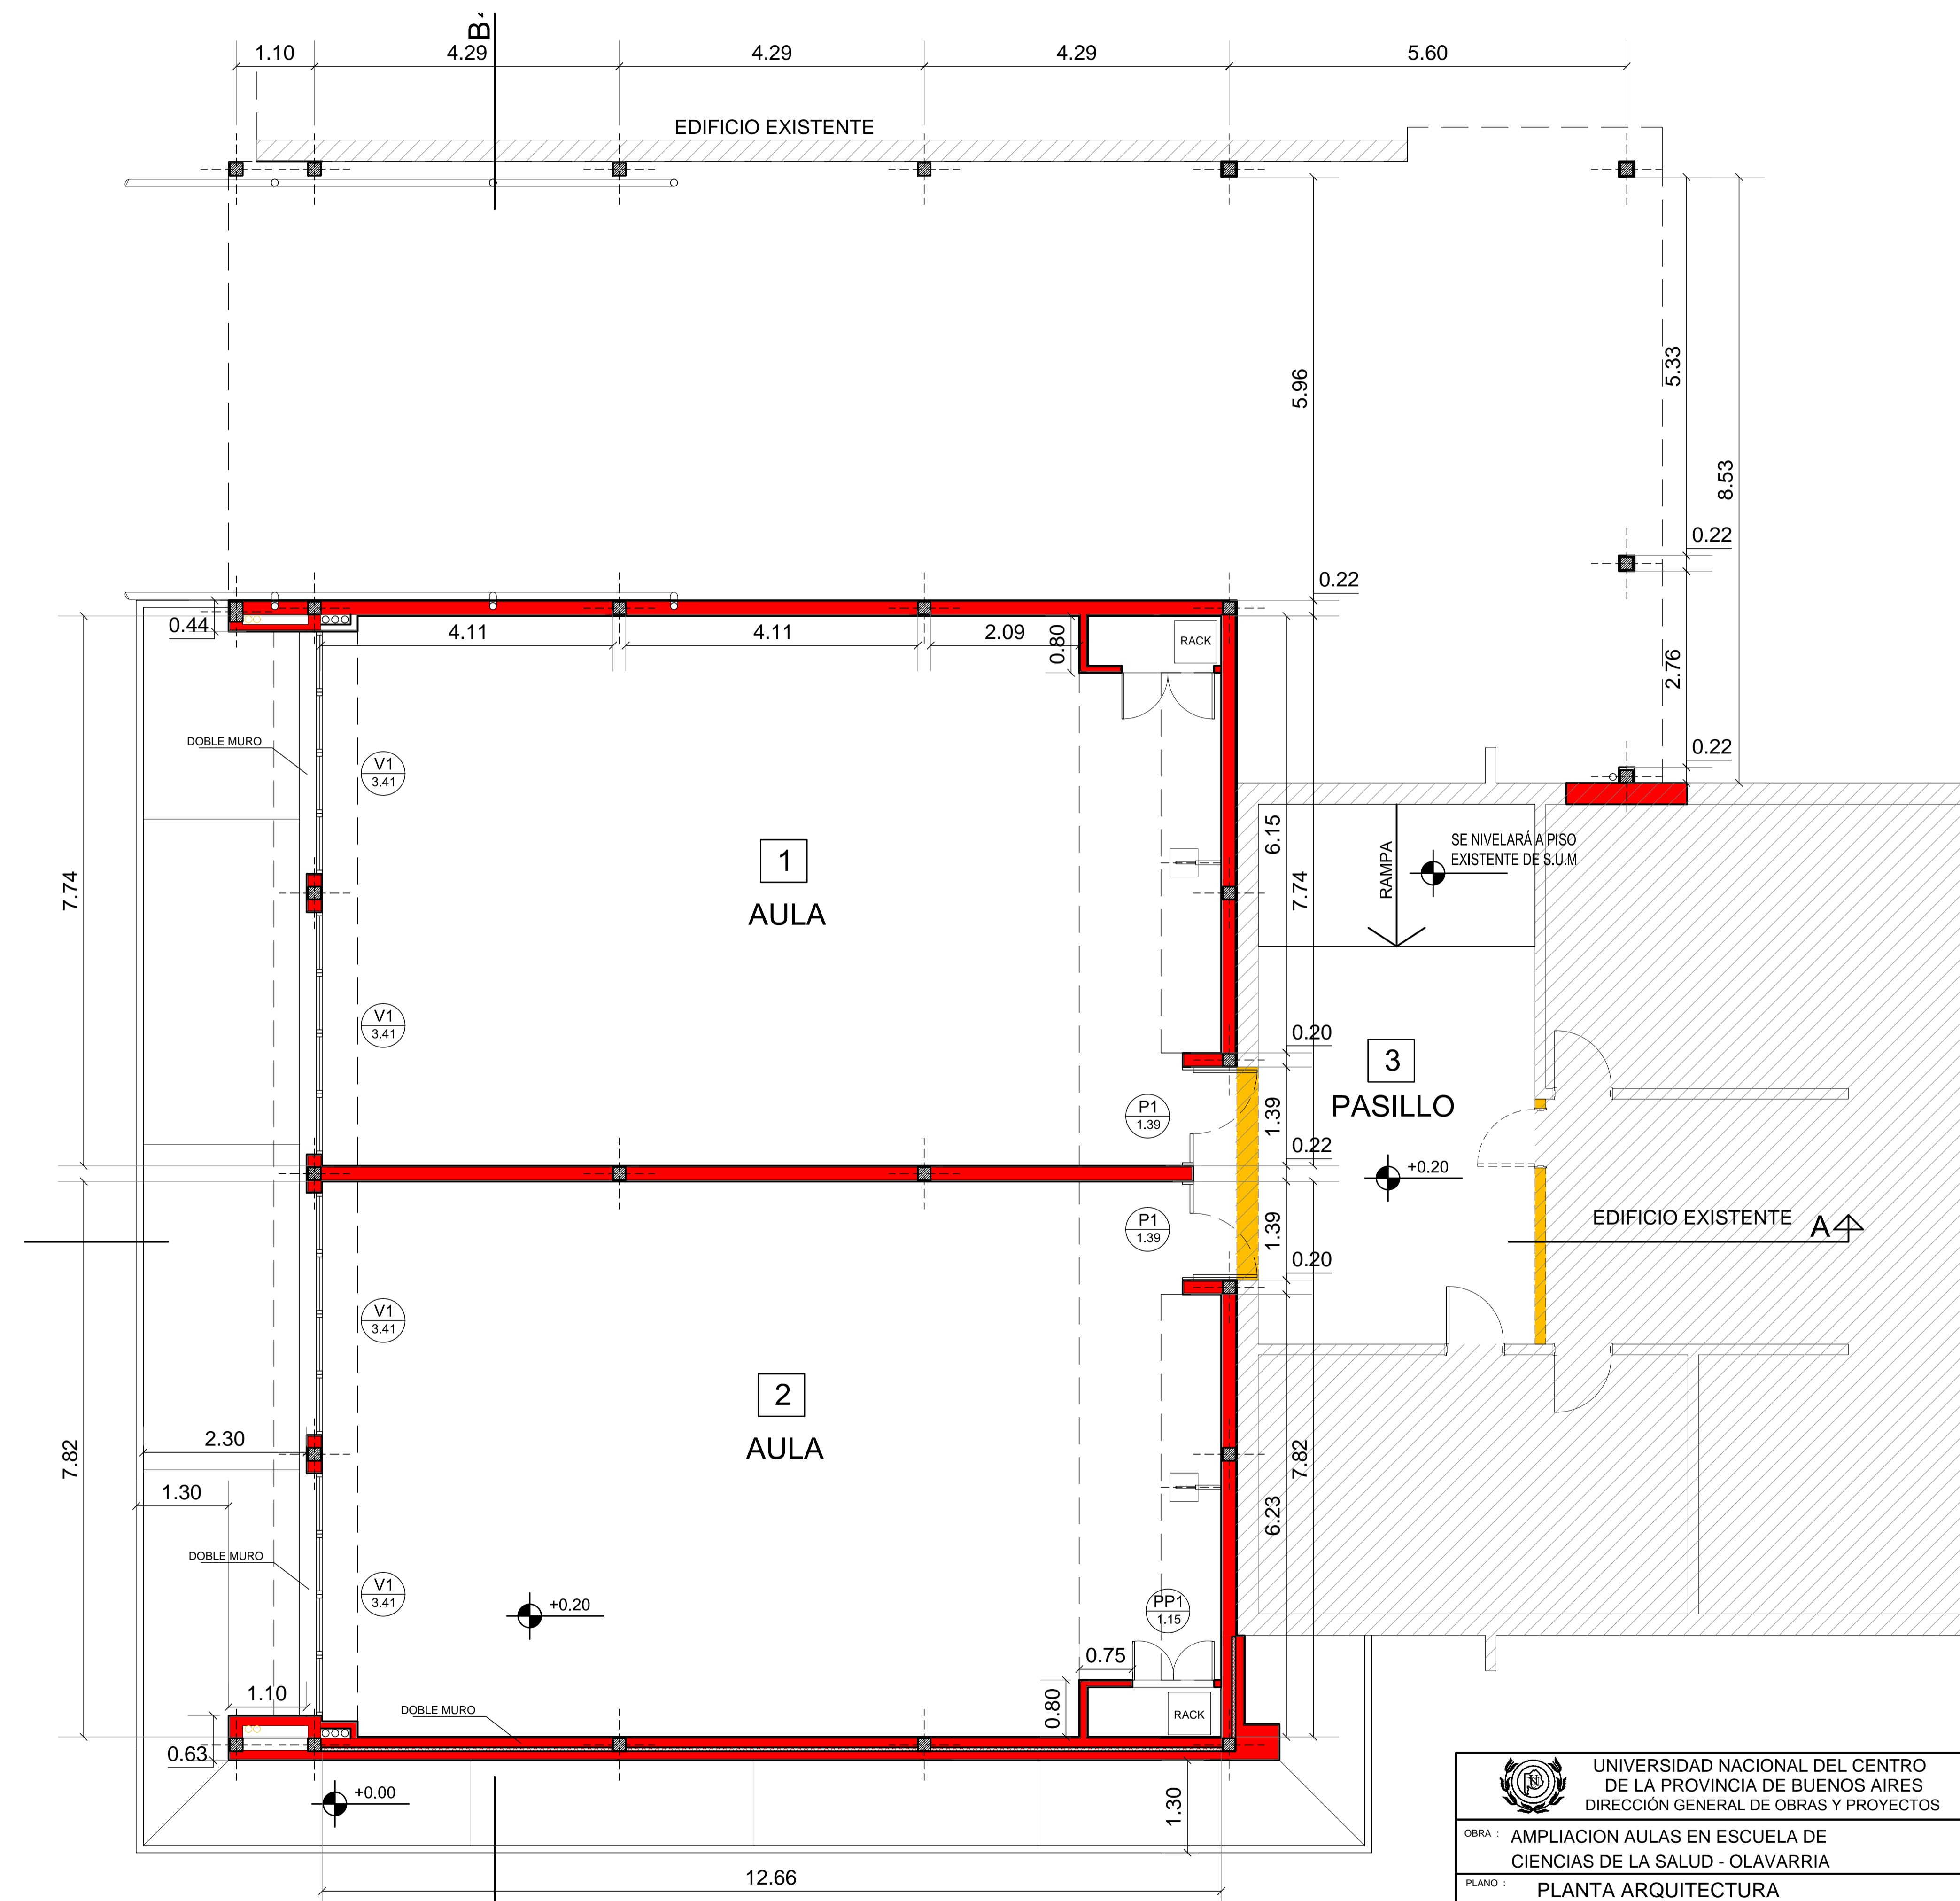 B
1.10 4.29 4.29 4.29 5.60
EDIFICIO EXISTENTE
5.96
5.33
8.53
0.22
0.22
0.44
4.11 4.11 2.09
0.80
RACK
2.76
0.22
DOBLE MURO
V1
3.41
7.74
1
AULA
6.15
7.74
RAMPA
SE NIVELARÁ A PISO
EXISTENTE DE S.U.M
V1
3.41
0.20
3
PASILLO
P1
1.39
1.39
0.22
+0.20
P1
1.39
1.39
EDIFICIO EXISTENTE
A
0.20
V1
3.41
2
AULA
7.82
2.30
1.30
7.82
6.23
DOBLE MURO
V1
3.41
+0.20
PP1
1.15
0.75
1.10
DOBLE MURO
0.80
RACK
0.63
+0.00
1.30
12.66
UNIVERSIDAD NACIONAL DEL CENTRO
DE LA PROVINCIA DE BUENOS AIRES
DIRECCIÓN GENERAL DE OBRAS Y PROYECTOS
OBRA : AMPLIACION AULAS EN ESCUELA DE
CIENCIAS DE LA SALUD - OLAVARRIA
PLANO : PLANTA ARQUITECTURA